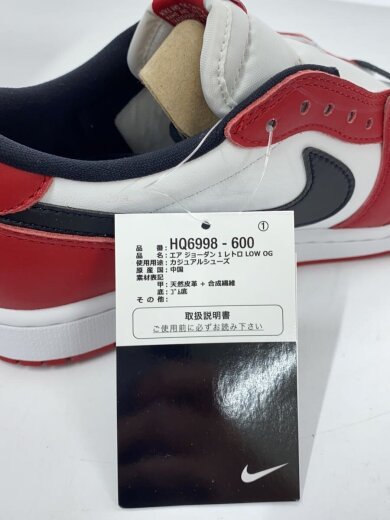 ①
品 番: HQ6998 - 600
品 名: エア ジョーダン 1 レトロ LOW OG
使用用途: カジュアルシューズ
原 産 国: 中国
素材表記
甲: 天然皮革 + 合成繊維
底: ゴム底
そ の 他:
取扱説明書
ご使用前に必ずお読み下さい